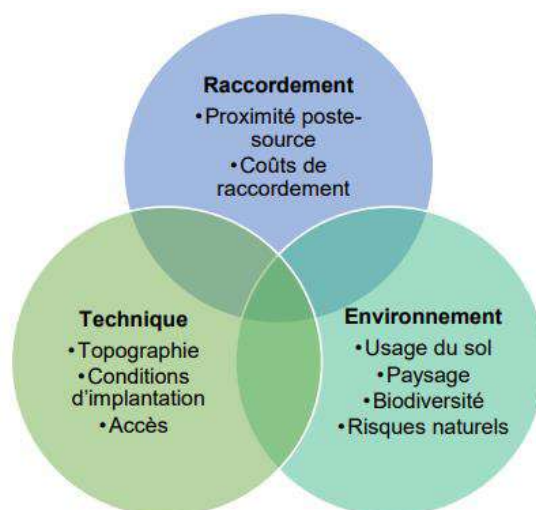 Raccordement
•Proximité poste-
source
•Coûts de
raccordement
Technique
•Topographie
•Conditions
d'implantation
•Accès
Environnement
•Usage du sol
•Paysage
•Biodiversité
•Risques naturels